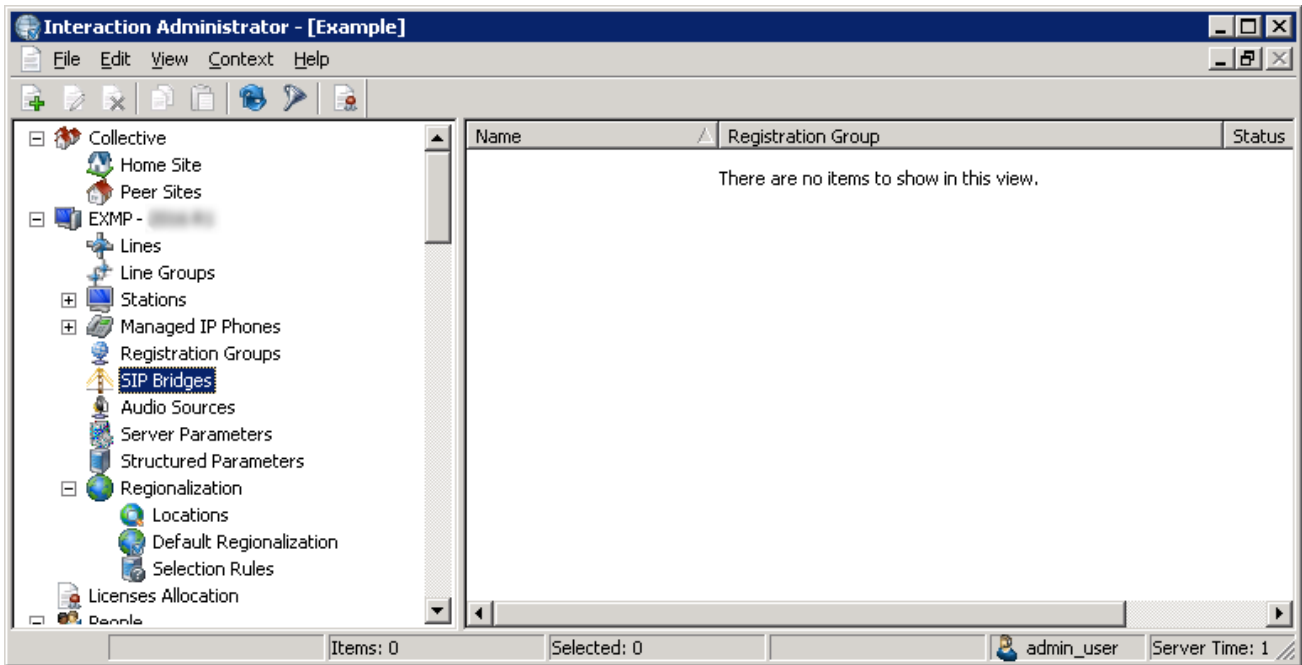 Interaction Administrator - [Example]
File Edit View Context Help
Collective
Home Site
Peer Sites
EXMP -
Lines
Line Groups
Stations
Managed IP Phones
Registration Groups
SIP Bridges
Audio Sources
Server Parameters
Structured Parameters
Regionalization
Locations
Default Regionalization
Selection Rules
Licenses Allocation
People
Name Registration Group Status
There are no items to show in this view.
Items: 0 Selected: 0 admin_user Server Time: 1